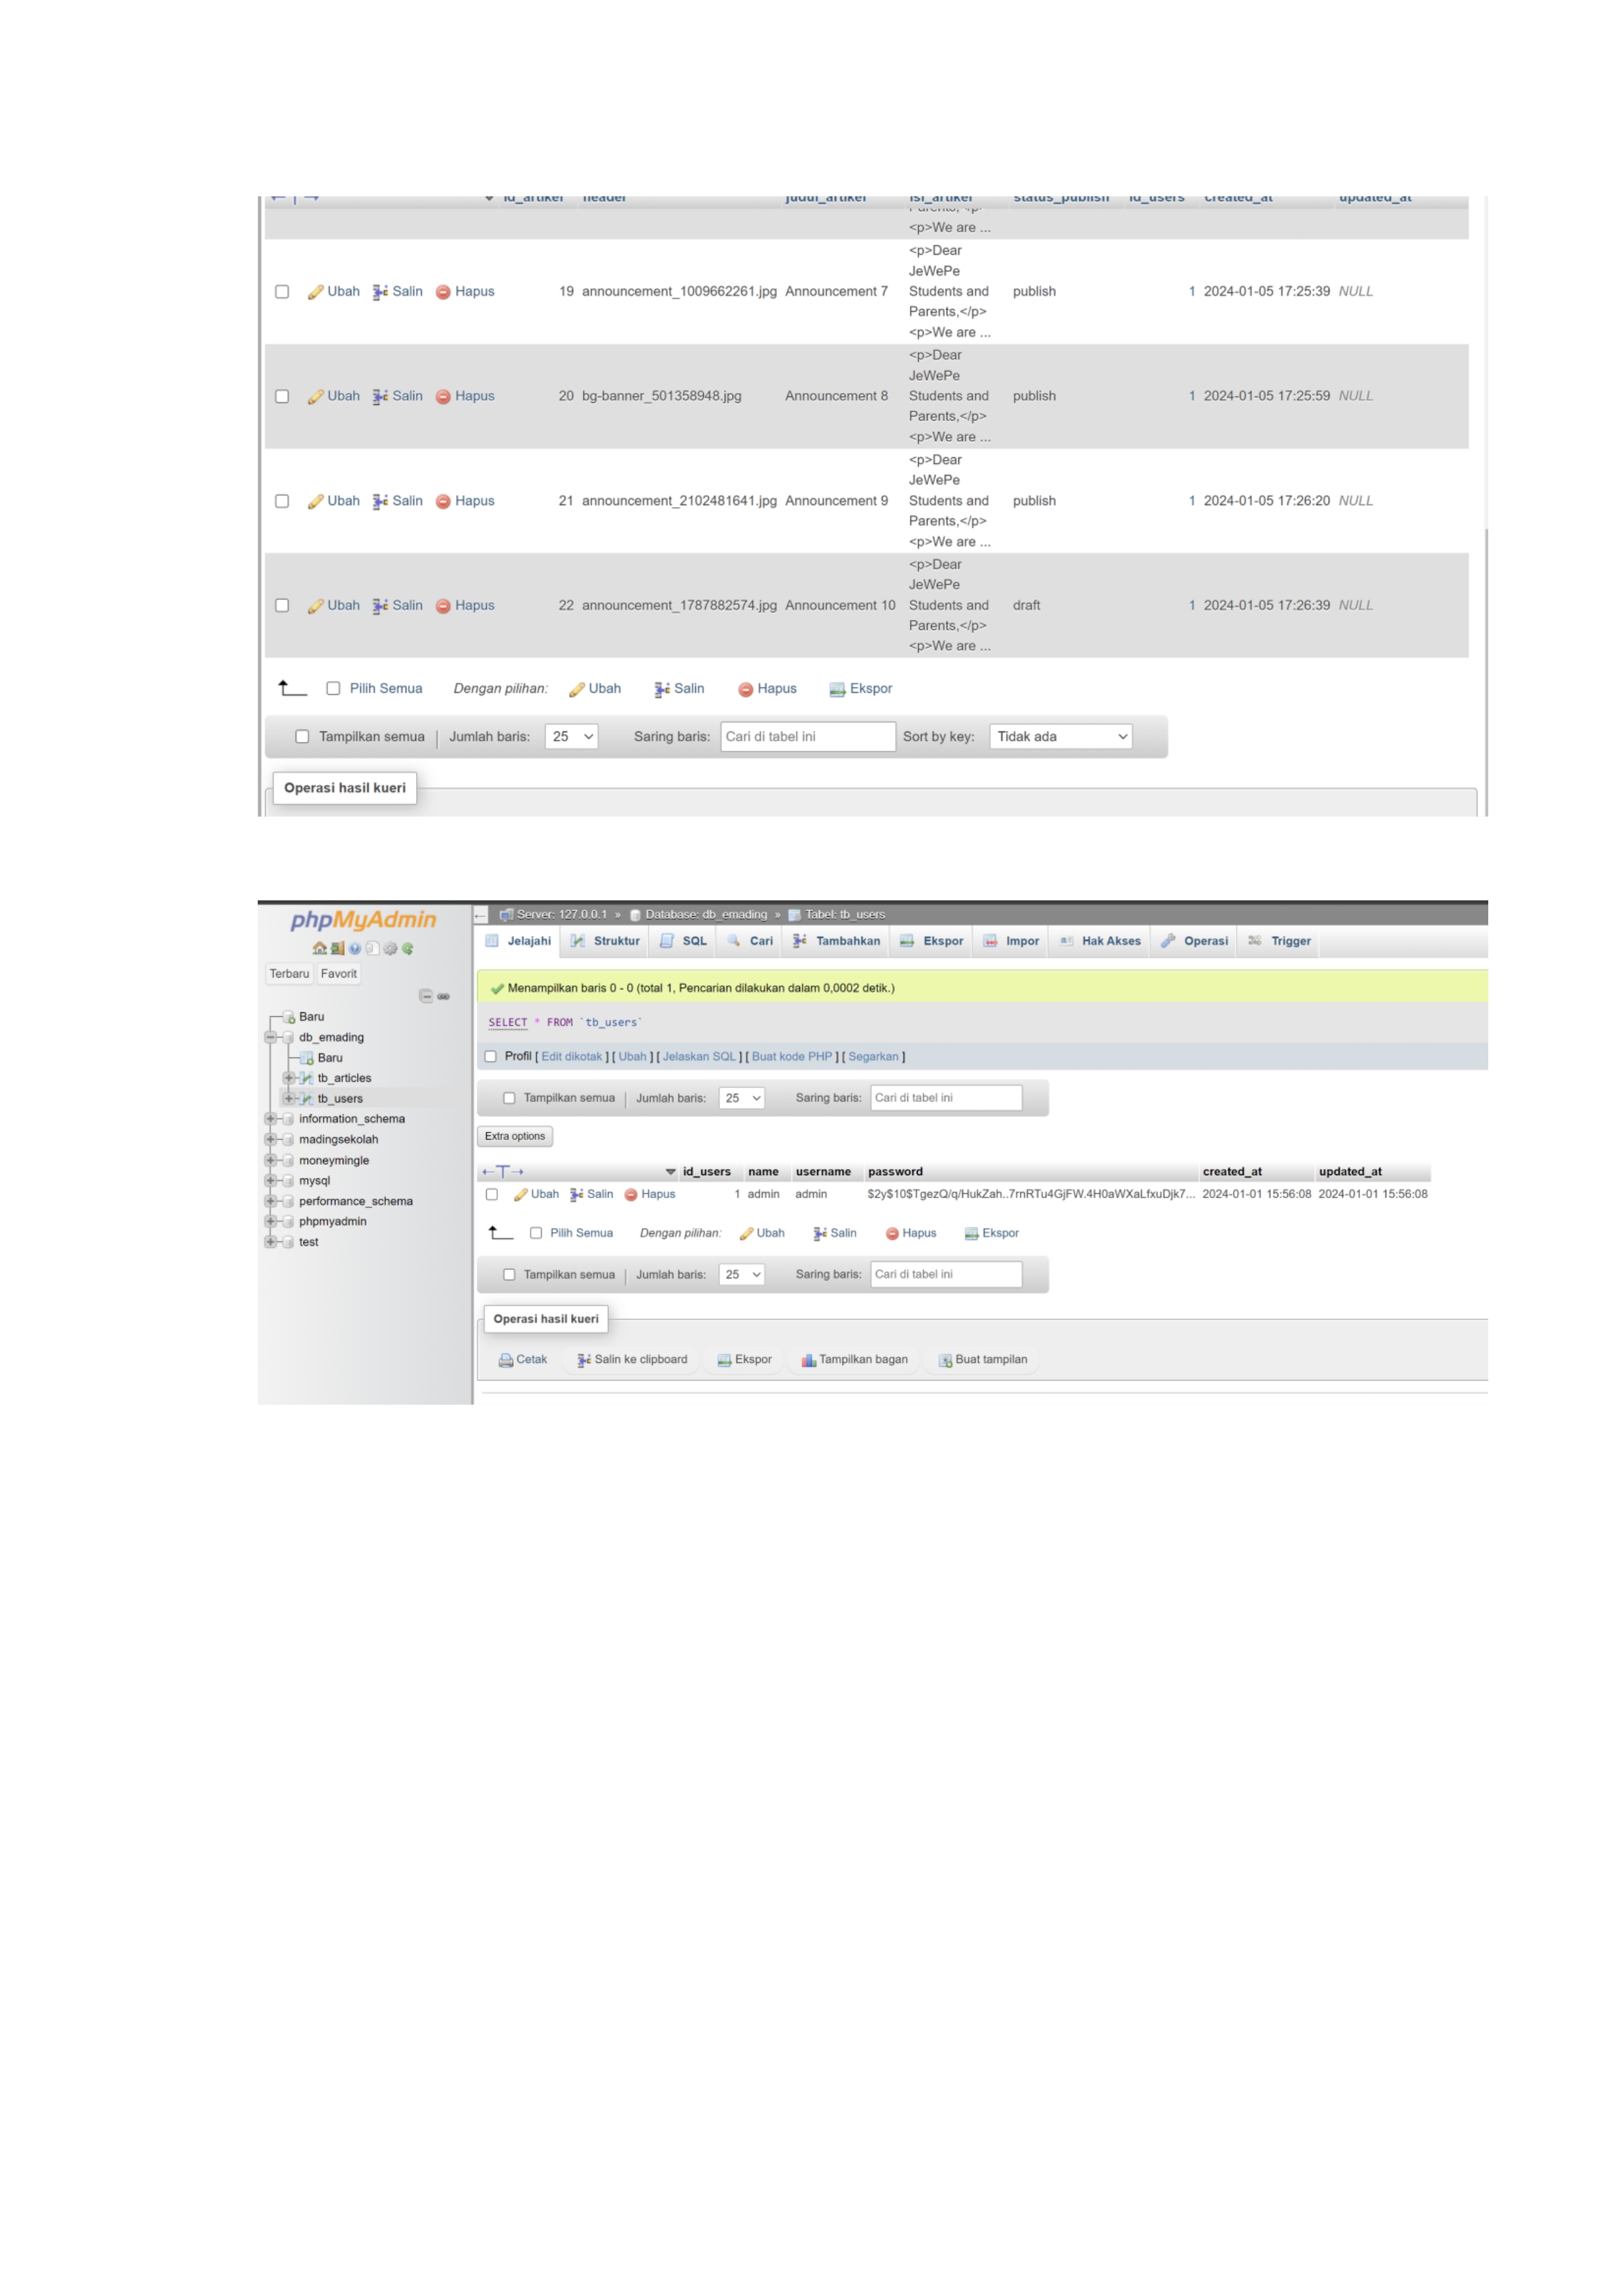 id_artikel header judul_artikel isi_artikel status_publish id_users created_at updated_at
Parents, <p>
<p>We are ...
<p>Dear
JeWePe
Ubah Salin Hapus 19 announcement_1009662261.jpg Announcement 7 Students and publish 1 2024-01-05 17:25:39 NULL
Parents,</p>
<p>We are ...
<p>Dear
JeWePe
Ubah Salin Hapus 20 bg-banner_501358948.jpg Announcement 8 Students and publish 1 2024-01-05 17:25:59 NULL
Parents,</p>
<p>We are ...
<p>Dear
JeWePe
Ubah Salin Hapus 21 announcement_2102481641.jpg Announcement 9 Students and publish 1 2024-01-05 17:26:20 NULL
Parents,</p>
<p>We are ...
<p>Dear
JeWePe
Ubah Salin Hapus 22 announcement_1787882574.jpg Announcement 10 Students and draft 1 2024-01-05 17:26:39 NULL
Parents,</p>
<p>We are ...
Pilih Semua Dengan pilihan: Ubah Salin Hapus Ekspor
Tampilkan semua | Jumlah baris: 25 Saring baris: Cari di tabel ini Sort by key: Tidak ada
Operasi hasil kueri
phpMyAdmin
Terbaru Favorit
Baru
db_emading
Baru
tb_articles
tb_users
information_schema
madingsekolah
moneymingle
mysql
performance_schema
phpmyadmin
test
Server: 127.0.0.1 » Database: db_emading » Tabel: tb_users
Jelajahi Struktur SQL Cari Tambahkan Ekspor Impor Hak Akses Operasi Trigger
Menampilkan baris 0 - 0 (total 1, Pencarian dilakukan dalam 0,0002 detik.)
SELECT * FROM `tb_users`
Profil [ Edit dikotak ] [ Ubah ] [ Jelaskan SQL ] [ Buat kode PHP ] [ Segarkan ]
Tampilkan semua | Jumlah baris: 25 Saring baris: Cari di tabel ini
Extra options
id_users name username password created_at updated_at
Ubah Salin Hapus 1 admin admin $2y$10$TgezQ/q/HukZah..7rnRTu4GjFW.4H0aWXaLfxuDjk7... 2024-01-01 15:56:08 2024-01-01 15:56:08
Pilih Semua Dengan pilihan: Ubah Salin Hapus Ekspor
Tampilkan semua | Jumlah baris: 25 Saring baris: Cari di tabel ini
Operasi hasil kueri
Cetak Salin ke clipboard Ekspor Tampilkan bagan Buat tampilan